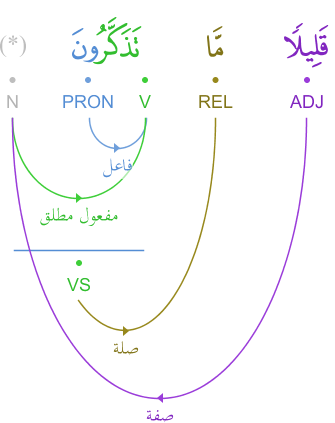 قَلِيلًا مَّا تَذَكَّرُونَ (*)
ADJ REL V PRON N
فاعل
مفعول مطلق
VS
صلة
صفة